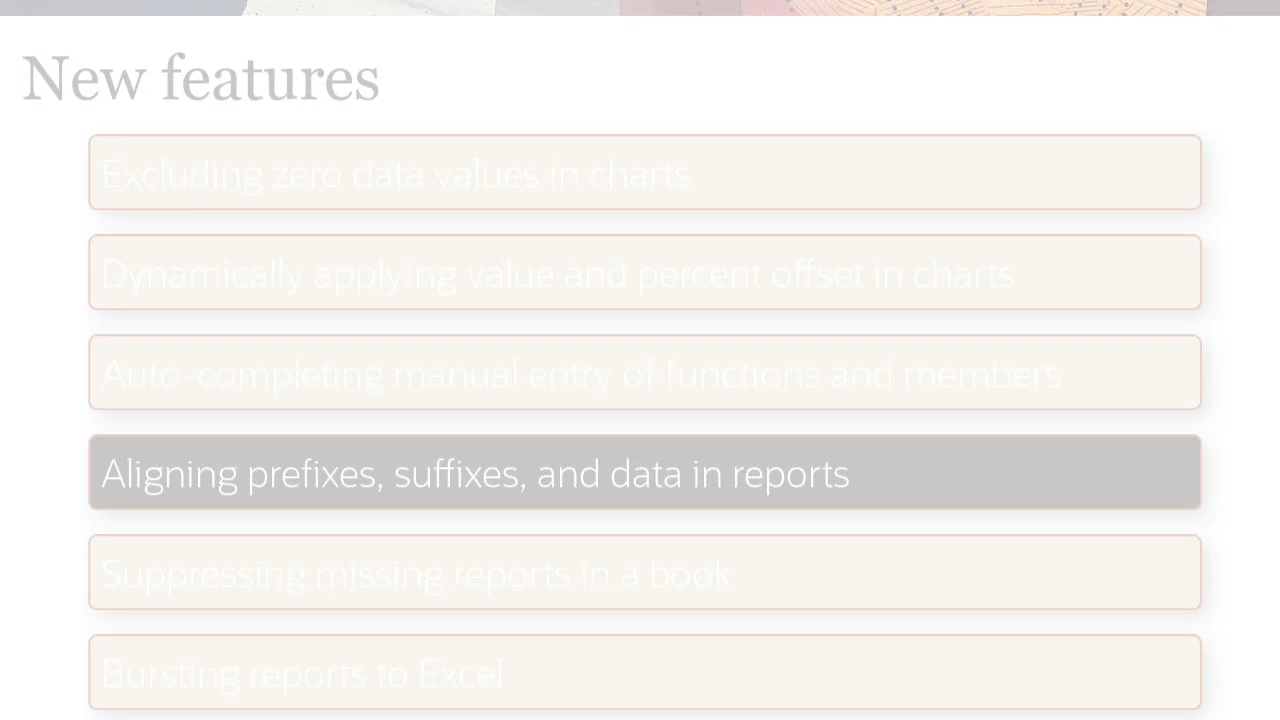 New features
Excluding zero data values in charts
Dynamically applying value and percent offset in charts
Auto-completing manual entry of functions and members
Aligning prefixes, suffixes, and data in reports
Suppressing missing reports in a book
Bursting reports to Excel